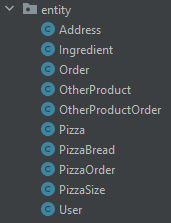 entity
Address
Ingredient
Order
OtherProduct
OtherProductOrder
Pizza
PizzaBread
PizzaOrder
PizzaSize
User